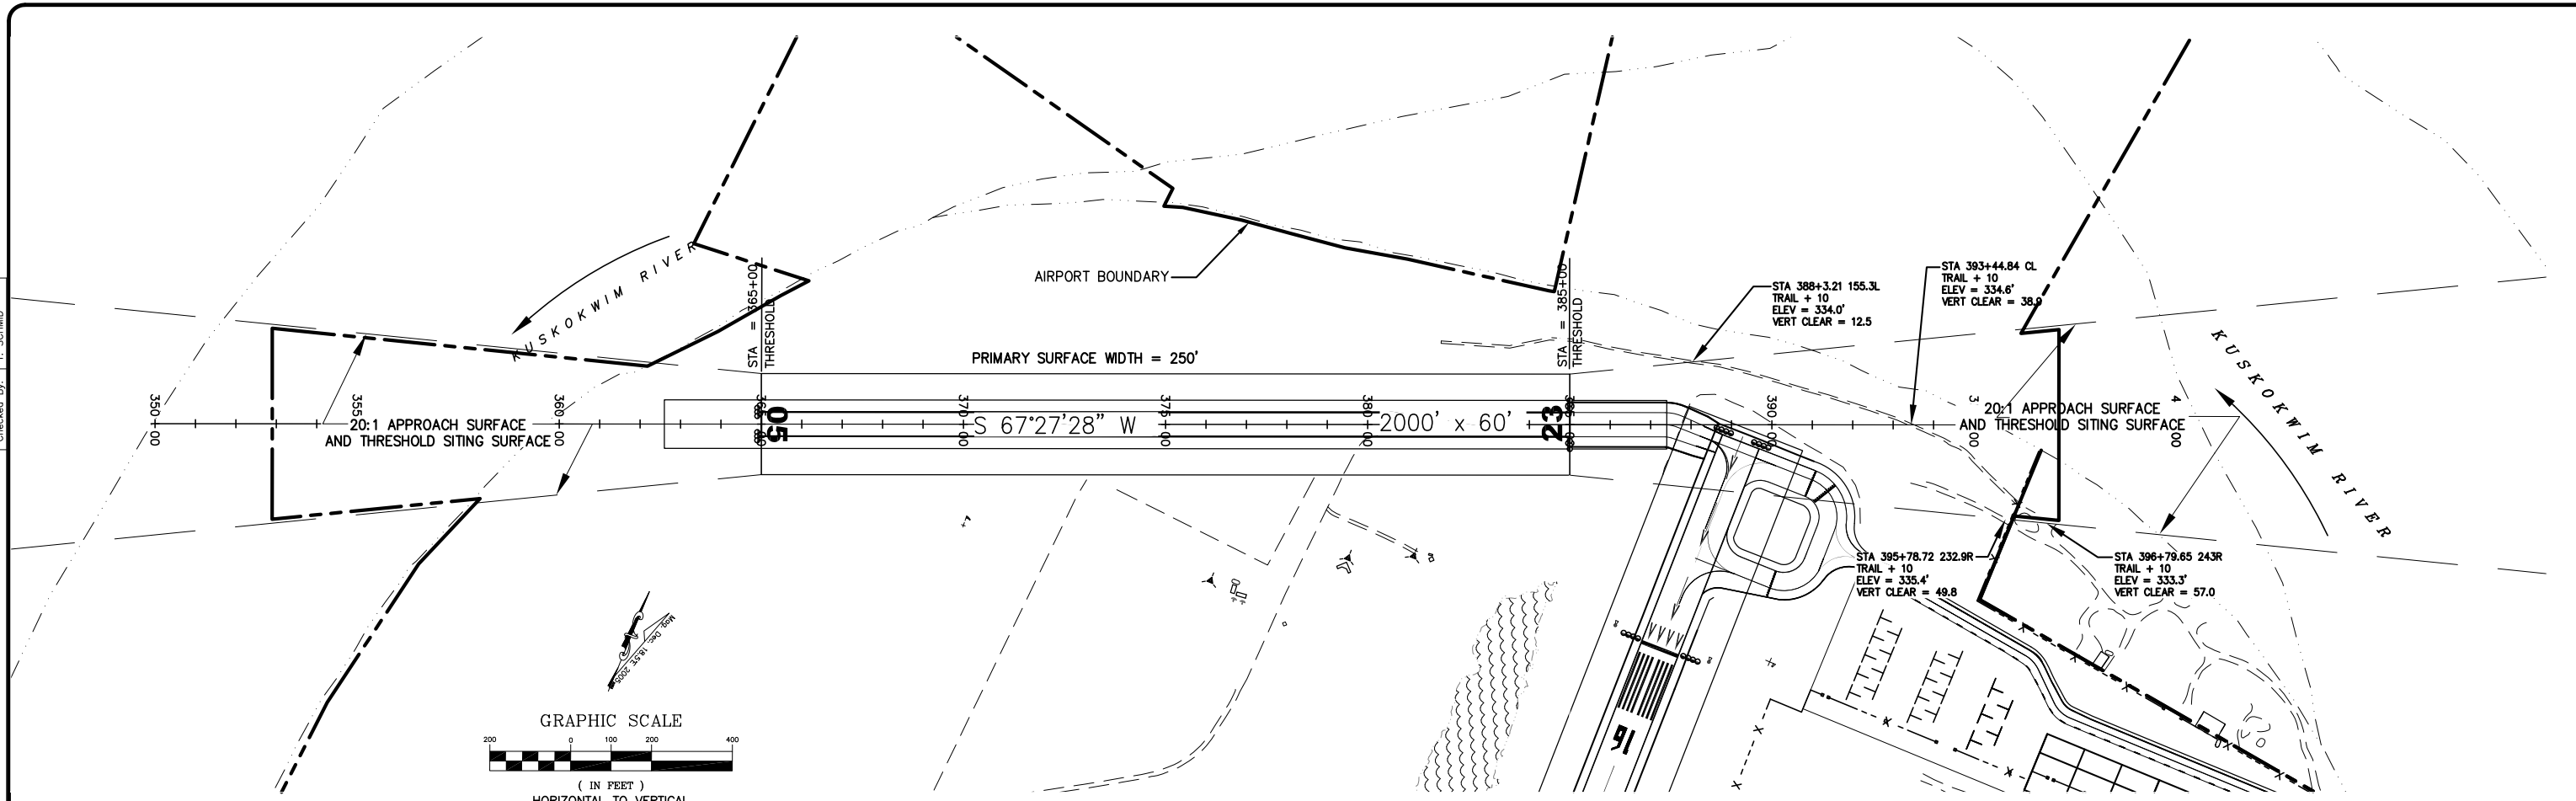 AIRPORT BOUNDARY
KUSKOKWIM RIVER
STA = 365+00
THRESHOLD
STA = 385+00
THRESHOLD
STA 388+3.21 155.3L
TRAIL + 10
ELEV = 334.0'
VERT CLEAR = 12.5
STA 393+44.84 CL
TRAIL + 10
ELEV = 334.6'
VERT CLEAR = 38.9
KUSKOKWIM RIVER
PRIMARY SURFACE WIDTH = 250'
350+00
355
360+00
370+00
375+00
380+00
390+00
20:1 APPROACH SURFACE
AND THRESHOLD SITING SURFACE
05
S 67°27'28" W
2000' x 60'
23
20:1 APPROACH SURFACE
AND THRESHOLD SITING SURFACE
STA 395+78.72 232.9R
TRAIL + 10
ELEV = 335.4'
VERT CLEAR = 49.8
STA 396+79.65 243R
TRAIL + 10
ELEV = 333.3'
VERT CLEAR = 57.0
Mag. Dec. 18.5'E 2005
GRAPHIC SCALE
200 0 100 200 400
( IN FEET )
HORIZONTAL TO VERTICAL